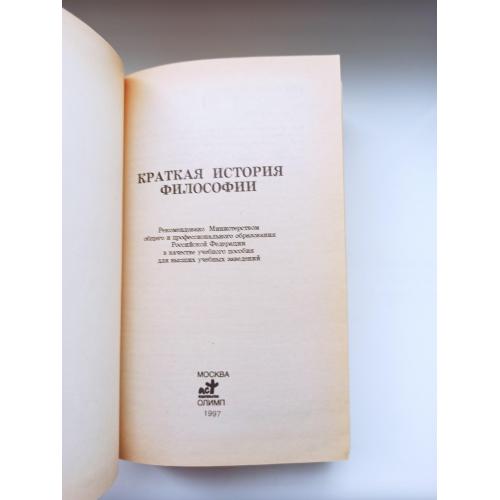 КРАТКАЯ ИСТОРИЯ
ФИЛОСОФИИ
Рекомендовано Министерством
общего и профессионального образования
Российской Федерации
в качестве учебного пособия
для высших учебных заведений
МОСКВА
аст
ОЛИМП
1997